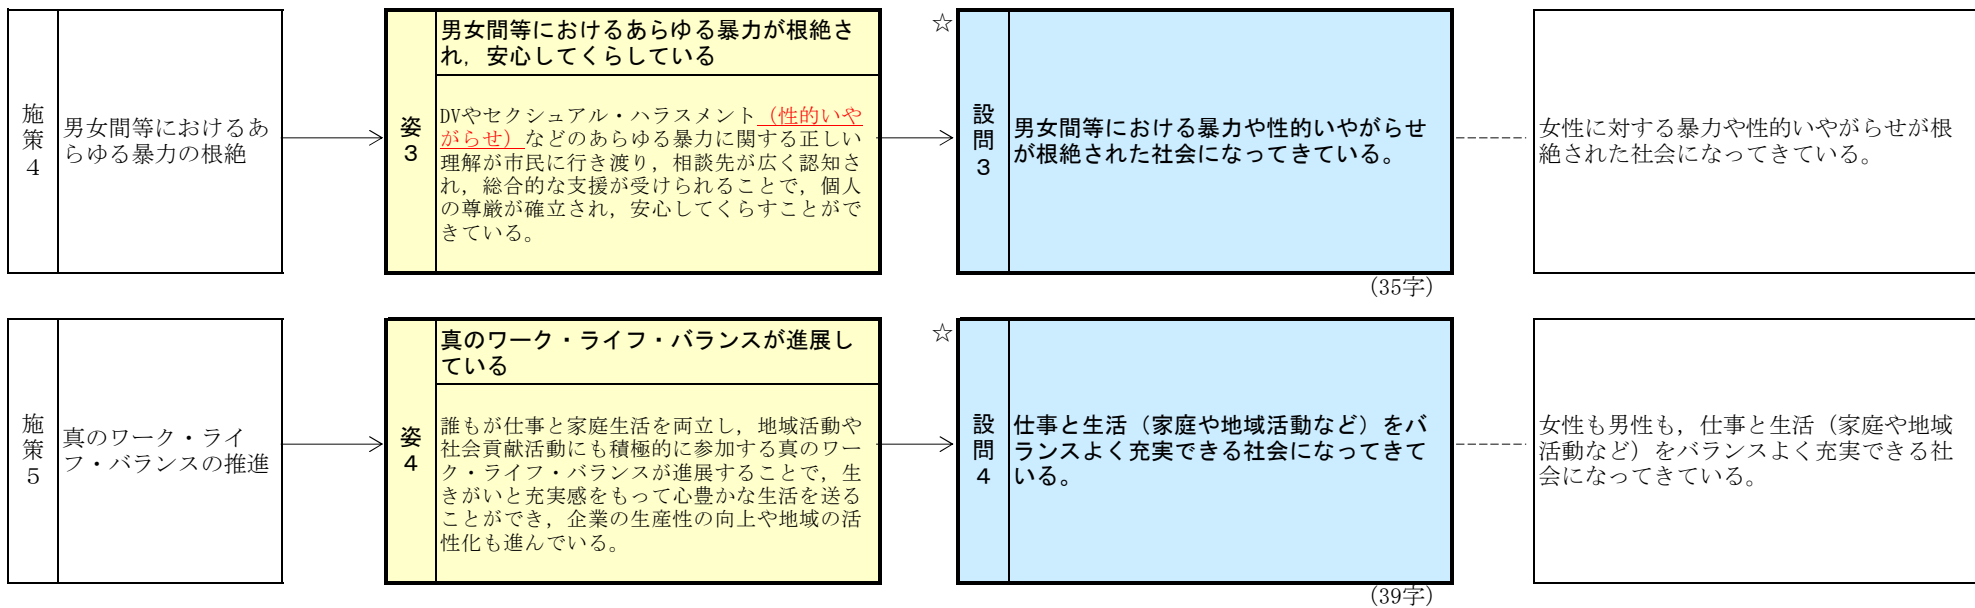 施策4
男女間等におけるあ
らゆる暴力の根絶
姿3
男女間等におけるあらゆる暴力が根絶さ
れ，安心してくらしている
DVやセクシュアル・ハラスメント（性的いや
がらせ）などのあらゆる暴力に関する正しい
理解が市民に行き渡り，相談先が広く認知さ
れ，総合的な支援が受けられることで，個人
の尊厳が確立され，安心してくらすことがで
きている。
☆
設問3
男女間等における暴力や性的いやがらせ
が根絶された社会になってきている。
(35字)
女性に対する暴力や性的いやがらせが根
絶された社会になってきている。
施策5
真のワーク・ライ
フ・バランスの推進
姿4
真のワーク・ライフ・バランスが進展し
ている
誰もが仕事と家庭生活を両立し，地域活動や
社会貢献活動にも積極的に参加する真のワー
ク・ライフ・バランスが進展することで，生
きがいと充実感をもって心豊かな生活を送る
ことができ，企業の生産性の向上や地域の活
性化も進んでいる。
☆
設問4
仕事と生活（家庭や地域活動など）をバ
ランスよく充実できる社会になってきて
いる。
(39字)
女性も男性も，仕事と生活（家庭や地域
活動など）をバランスよく充実できる社
会になってきている。